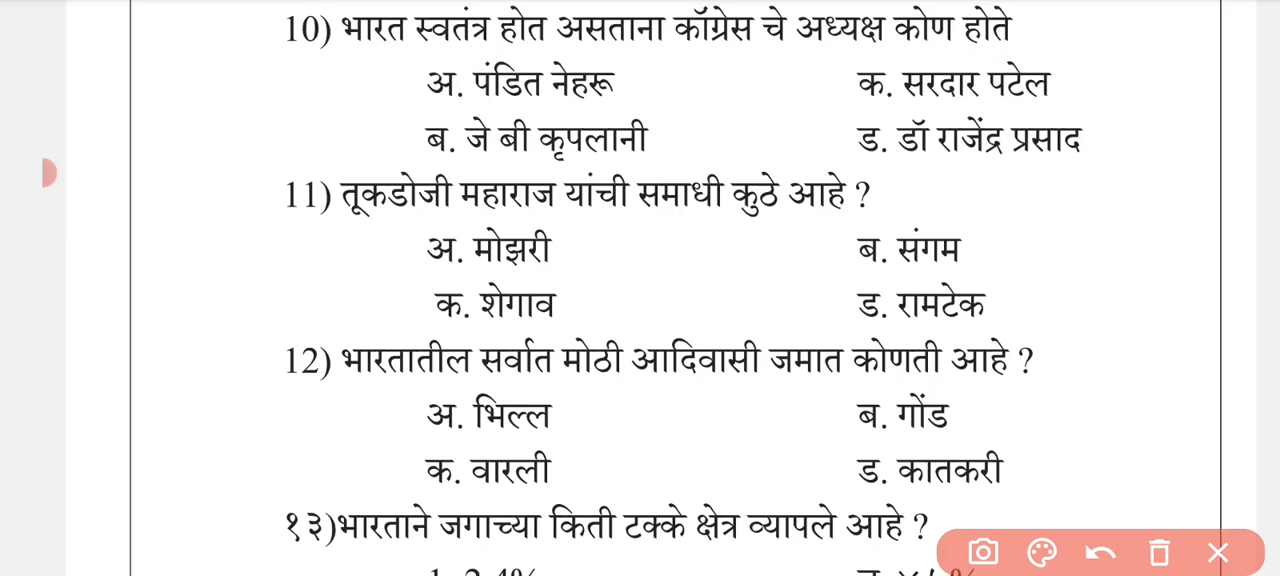 10) भारत स्वतंत्र होत असताना कॉग्रेस चे अध्यक्ष कोण होते
अ. पंडित नेहरू क. सरदार पटेल
ब. जे बी कृपलानी ड. डॉ राजेंद्र प्रसाद
11) तूकडोजी महाराज यांची समाधी कुठे आहे ?
अ. मोझरी ब. संगम
क. शेगाव ड. रामटेक
12) भारतातील सर्वात मोठी आदिवासी जमात कोणती आहे ?
अ. भिल्ल ब. गोंड
क. वारली ड. कातकरी
१३)भारताने जगाच्या किती टक्के क्षेत्र व्यापले आहे ?